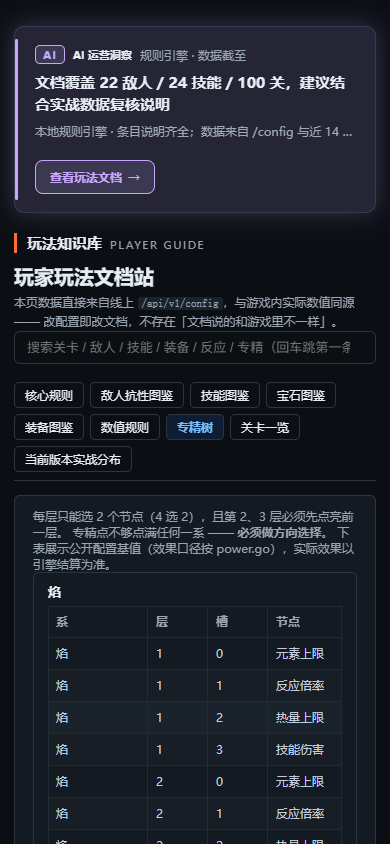 AI AI 运营洞察 规则引擎 · 数据截至
文档覆盖 22 敌人 / 24 技能 / 100 关，建议结
合实战数据复核说明
本地规则引擎 · 条目说明齐全；数据来自 /config 与近 14 ...
查看玩法文档 →
玩法知识库 PLAYER GUIDE
玩家玩法文档站
本页数据直接来自线上 /api/v1/config，与游戏内实际数值同源
—— 改配置即改文档，不存在「文档说的和游戏里不一样」。
搜索关卡 / 敌人 / 技能 / 装备 / 反应 / 专精（回车跳第一条
核心规则 敌人抗性图鉴 技能图鉴 宝石图鉴
装备图鉴 数值规则 专精树 关卡一览
当前版本实战分布
每层只能选 2 个节点（4 选 2），且第 2、3 层必须先点亮前
一层。 专精点不够点满任何一系 —— 必须做方向选择。 下
表展示公开配置基值（效果口径按 power.go），实际效果以
引擎结算为准。
焰
系 层 槽 节点
焰 1 0 元素上限
焰 1 1 反应倍率
焰 1 2 热量上限
焰 1 3 技能伤害
焰 2 0 元素上限
焰 2 1 反应倍率
焰 2 2 热量上限